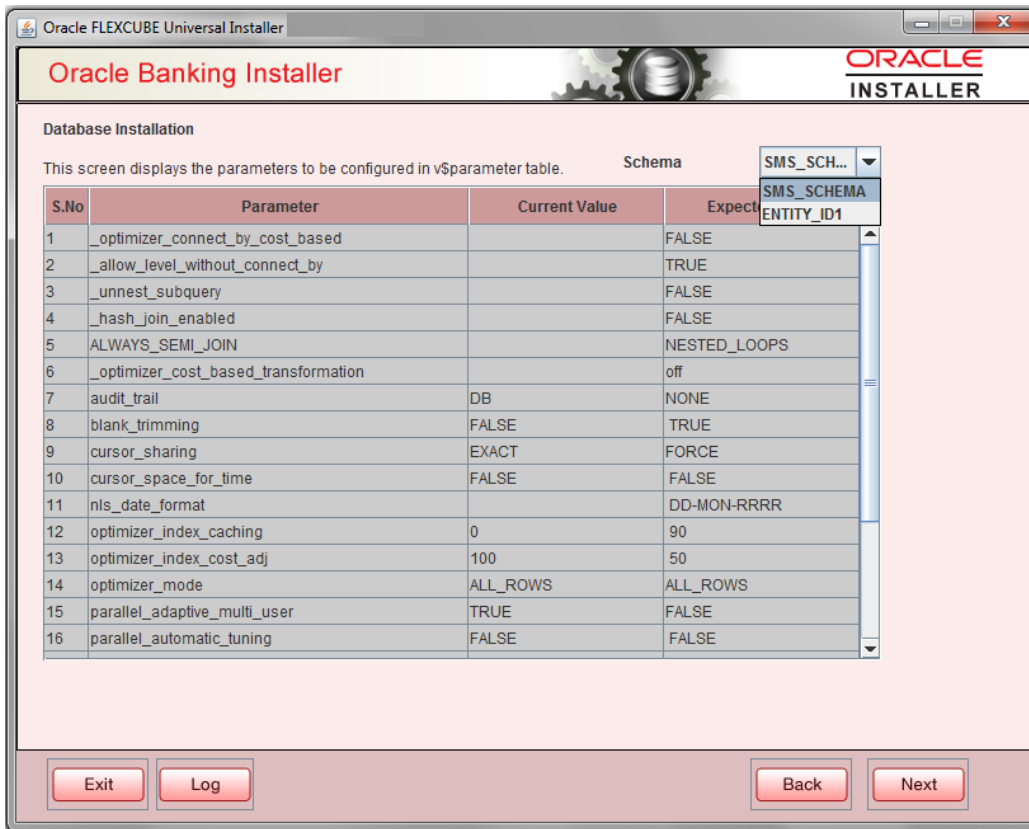 Oracle FLEXCUBE Universal Installer
Oracle Banking Installer
ORACLE
INSTALLER
Database Installation
This screen displays the parameters to be configured in v$parameter table.
Schema
SMS_SCH...
SMS_SCHEMA
ENTITY_ID1
S.No Parameter Current Value
1 _optimizer_connect_by_cost_based FALSE
2 _allow_level_without_connect_by TRUE
3 _unnest_subquery FALSE
4 _hash_join_enabled FALSE
5 ALWAYS_SEMI_JOIN NESTED_LOOPS
6 _optimizer_cost_based_transformation off
7 audit_trail DB NONE
8 blank_trimming FALSE TRUE
9 cursor_sharing EXACT FORCE
10 cursor_space_for_time FALSE FALSE
11 nls_date_format DD-MON-RRRR
12 optimizer_index_caching 0 90
13 optimizer_index_cost_adj 100 50
14 optimizer_mode ALL_ROWS ALL_ROWS
15 parallel_adaptive_multi_user TRUE FALSE
16 parallel_automatic_tuning FALSE FALSE
Exit
Log
Back
Next